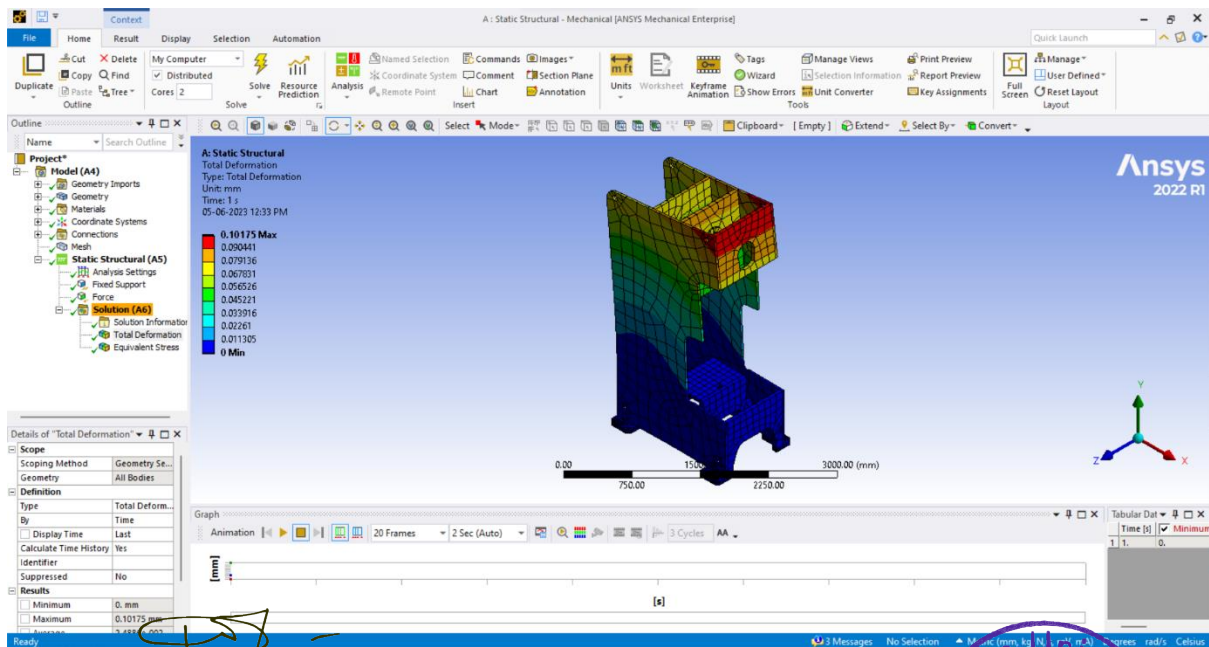 Context
A : Static Structural - Mechanical [ANSYS Mechanical Enterprise]
File Home Result Display Selection Automation
Quick Launch
Duplicate
Cut
Copy
Paste
Delete
Find
Tree
Outline
My Computer
Distributed
Cores 2
Solve
Resource Prediction
Solve
Analysis
Named Selection
Coordinate System
Remote Point
Commands
Comment
Chart
Images
Section Plane
Annotation
Insert
Units
Worksheet
Keyframe Animation
Tags
Wizard
Show Errors
Manage Views
Selection Information
Unit Converter
Print Preview
Report Preview
Key Assignments
Tools
Full Screen
Manage
User Defined
Reset Layout
Layout
Outline
Name Search Outline
Select Mode Clipboard [Empty] Extend Select By Convert
Project*
Model (A4)
Geometry Imports
Geometry
Materials
Coordinate Systems
Connections
Mesh
Static Structural (A5)
Analysis Settings
Fixed Support
Force
Solution (A6)
Solution Informatior
Total Deformation
Equivalent Stress
A: Static Structural
Total Deformation
Type: Total Deformation
Unit: mm
Time: 1 s
05-06-2023 12:33 PM
0.10175 Max
0.090441
0.079136
0.067831
0.056526
0.045221
0.033916
0.02261
0.011305
0 Min
Ansys
2022 R1
Y
Z X
0.00 1500.00 3000.00 (mm)
750.00 2250.00
Details of "Total Deformation"
Scope
Scoping Method Geometry Se...
Geometry All Bodies
Definition
Type Total Deform...
By Time
Display Time Last
Calculate Time History Yes
Identifier
Suppressed No
Results
Minimum 0. mm
Maximum 0.10175 mm
Average
Graph
Animation 20 Frames 2 Sec (Auto) 3 Cycles AA
[mm]
[s]
Tabular Dat
Time [s] Minimum
1 1. 0.
Ready
3 Messages No Selection Metric (mm, kg, N, s, mV, mA) Degrees rad/s Celsius